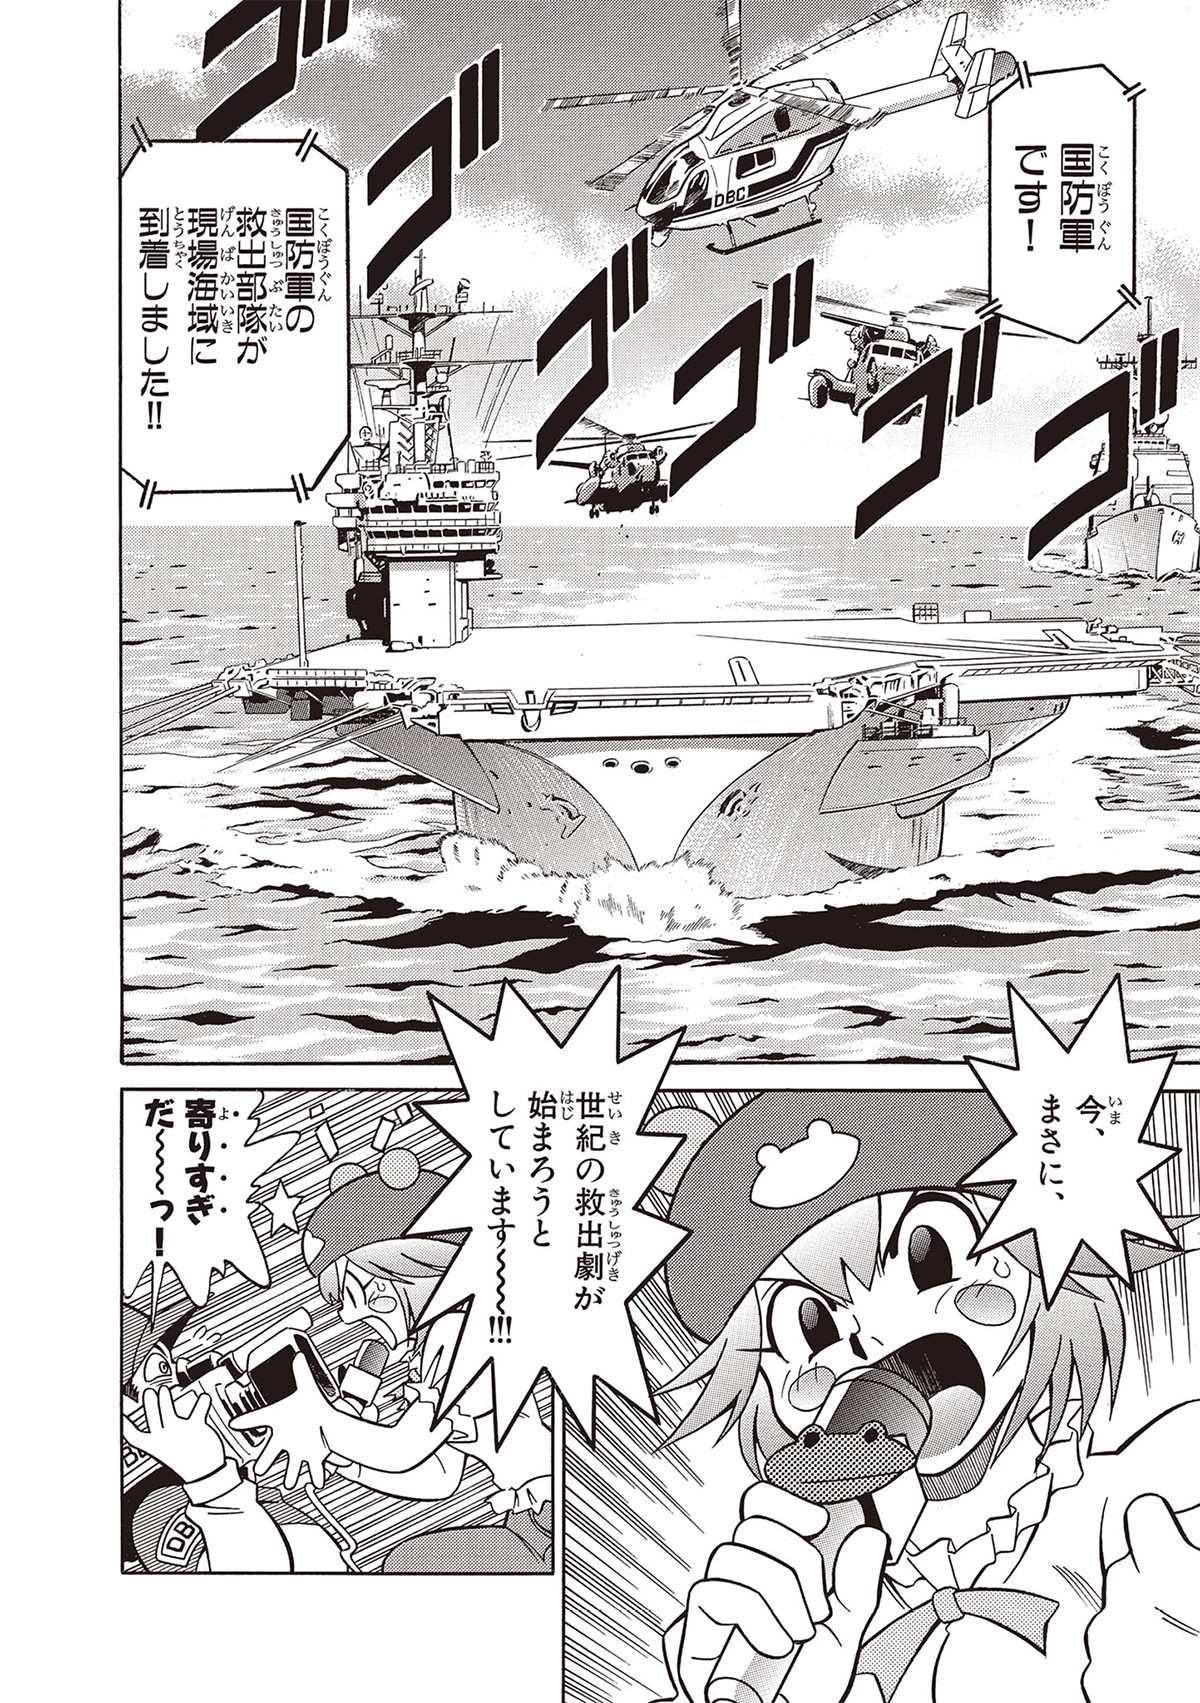 国防軍
です!
国防軍の
救出部隊が
現場海域に
到着しました!!
DBC
ゴゴゴゴゴゴゴ
今、
まさに、
世紀の救出劇が
始まろうと
しています〜〜!!!
寄りすぎ
だ〜〜〜っ!
DB